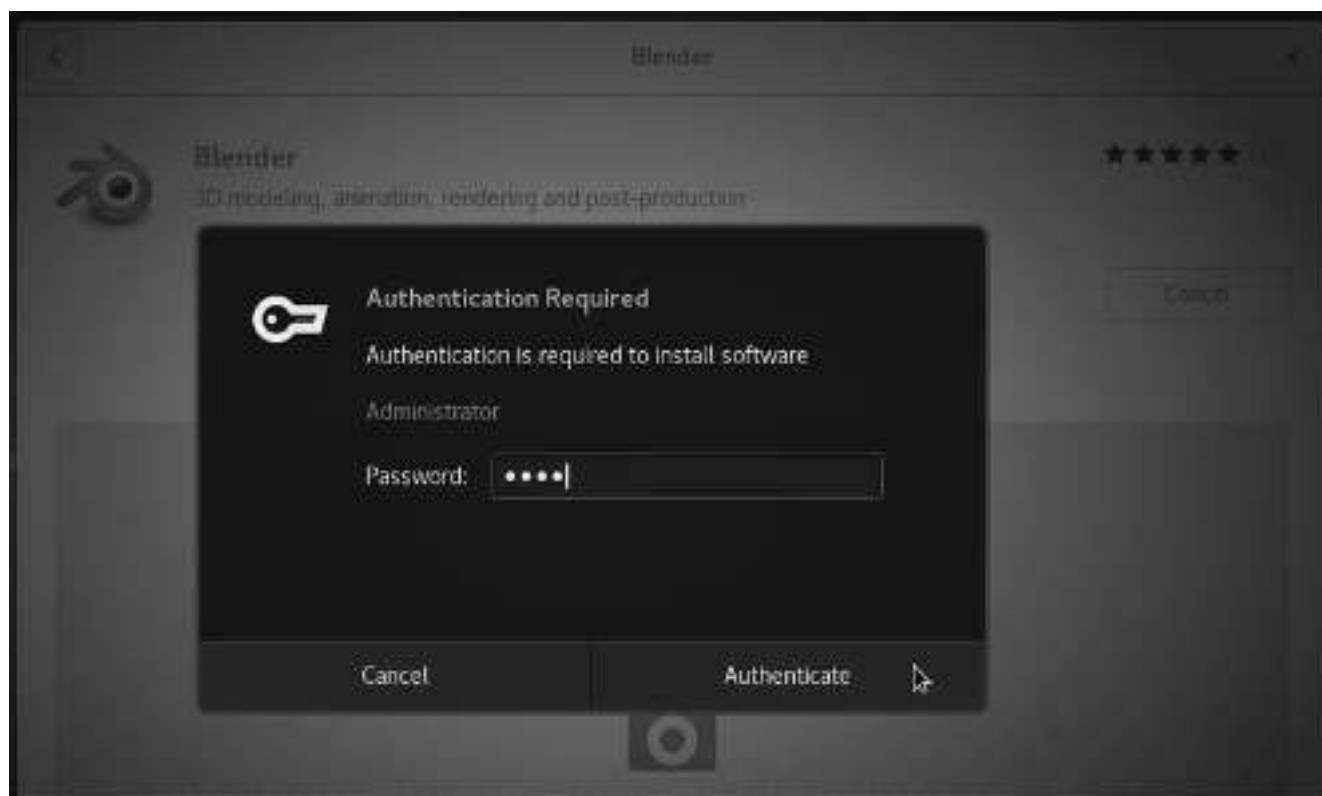 Blender
Blender
3D modeling, animation, rendering and post-production
Cancel
Authentication Required
Authentication is required to install software
Administrator
Password: ••••
Cancel
Authenticate